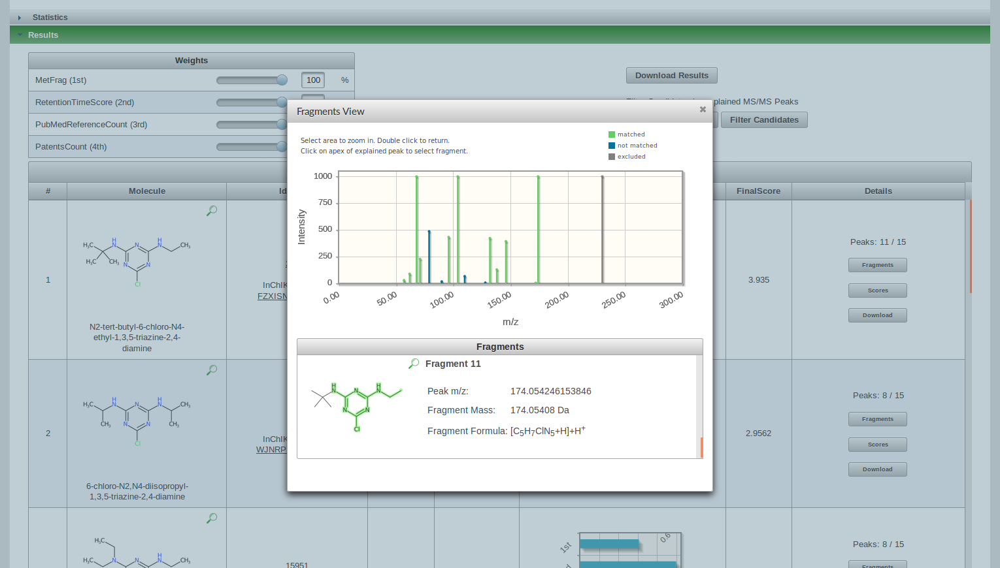 Statistics
Results
Weights
MetFrag (1st) 100 %
RetentionTimeScore (2nd)
PubMedReferenceCount (3rd)
PatentsCount (4th)
Download Results
plained MS/MS Peaks
Filter Candidates
# Molecule Id FinalScore Details
1
H3C
H3C
CH3
H
N
N
H
N
CH3
N
N
Cl
N2-tert-butyl-6-chloro-N4-
ethyl-1,3,5-triazine-2,4-
diamine
InChIK
FZXISN
3.935
Peaks: 11 / 15
Fragments
Scores
Download
2
H3C
CH3
H
N
N
H
N
CH3
CH3
N
N
Cl
6-chloro-N2,N4-diisopropyl-
1,3,5-triazine-2,4-diamine
InChIK
WJNRP
2.9562
Peaks: 8 / 15
Fragments
Scores
Download
H3C
H3C
N
N
H
N
CH3
15951
1st
0.6
Peaks: 8 / 15
Fragments
Fragments View
Select area to zoom in. Double click to return.
Click on apex of explained peak to select fragment.
matched
not matched
excluded
Intensity
1000
750
500
250
0
0.00 50.00 100.00 150.00 200.00 250.00 300.00
m/z
Fragments
Fragment 11
H
N
N
H
N
N
N
Cl
Peak m/z: 174.054246153846
Fragment Mass: 174.05408 Da
Fragment Formula: [C5H7ClN5+H]+H+